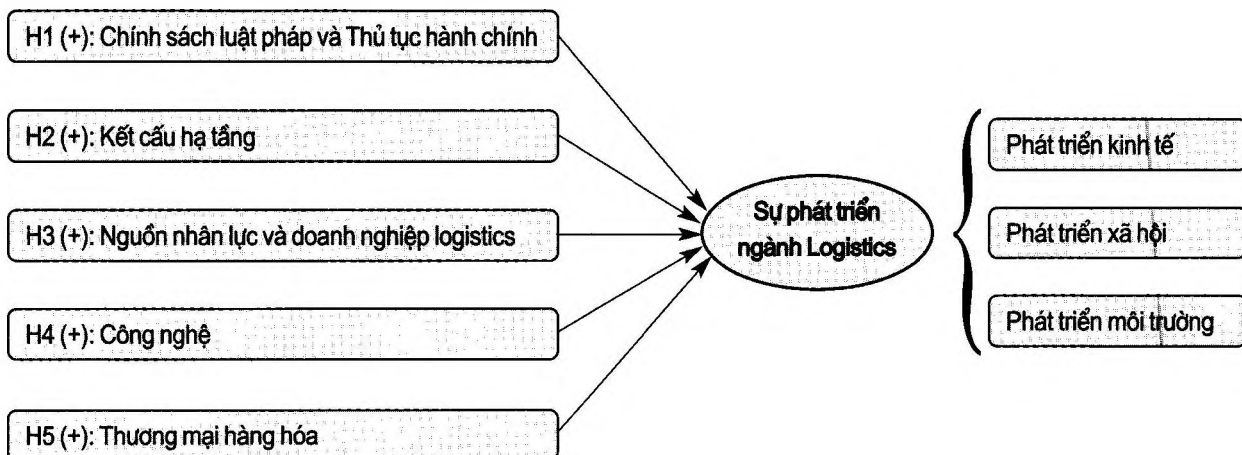 H1 (+): Chính sách luật pháp và Thủ tục hành chính
H2 (+): Kết cấu hạ tầng
H3 (+): Nguồn nhân lực và doanh nghiệp logistics
H4 (+): Công nghệ
H5 (+): Thương mại hàng hóa
Sự phát triển
ngành Logistics
Phát triển kinh tế
Phát triển xã hội
Phát triển môi trường